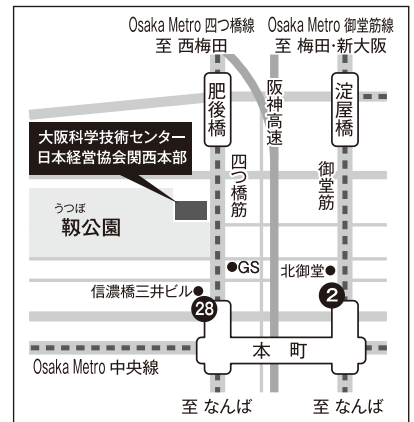 Osaka Metro 四つ橋線
至 西梅田
Osaka Metro 御堂筋線
至 梅田・新大阪
肥後橋
阪神高速
淀屋橋
大阪科学技術センター
日本経営協会関西本部
四つ橋筋
御堂筋
うつぼ
靱公園
GS
北御堂
信濃橋三井ビル
28
2
本町
Osaka Metro 中央線
至 なんば
至 なんば